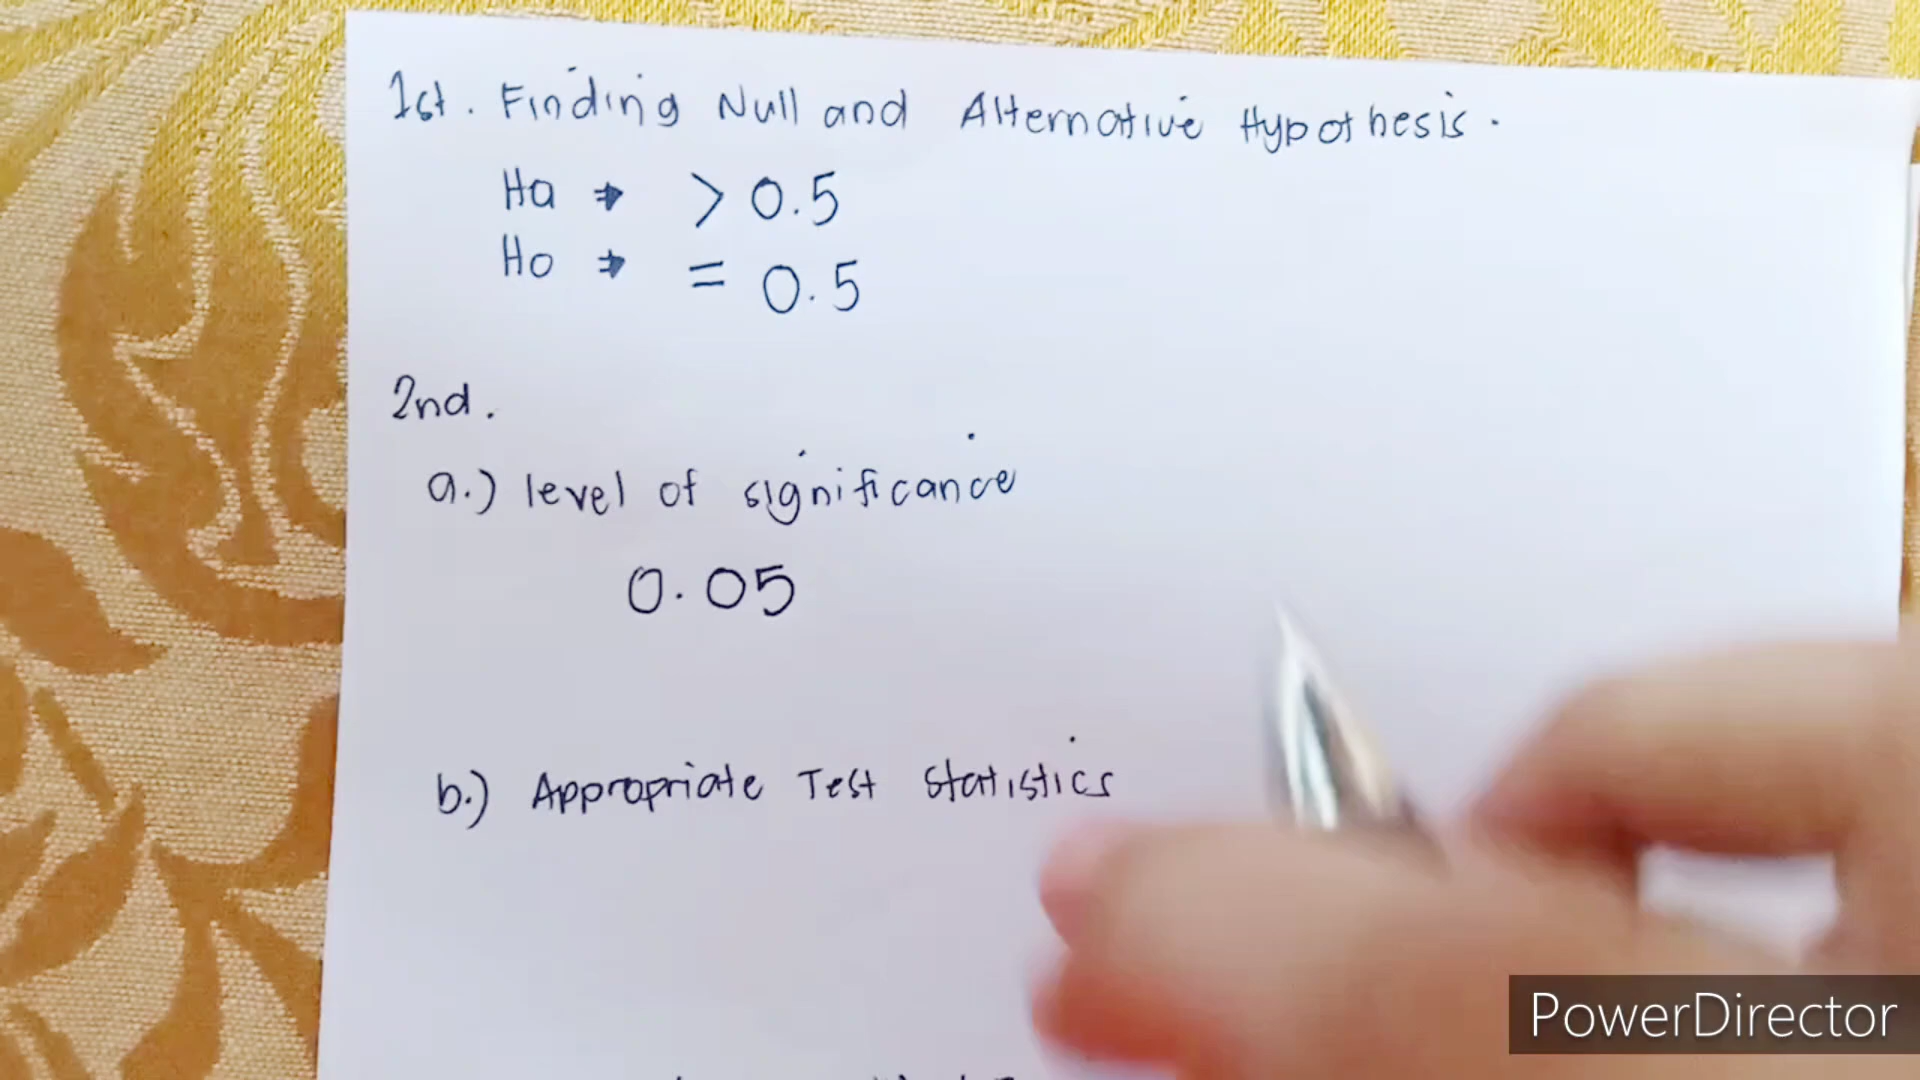 1st. Finding Null and Alternative Hypothesis.
Ha → > 0.5
Ho → = 0.5
2nd.
a.) level of significance
0.05
b.) Appropriate Test Statistics
PowerDirector